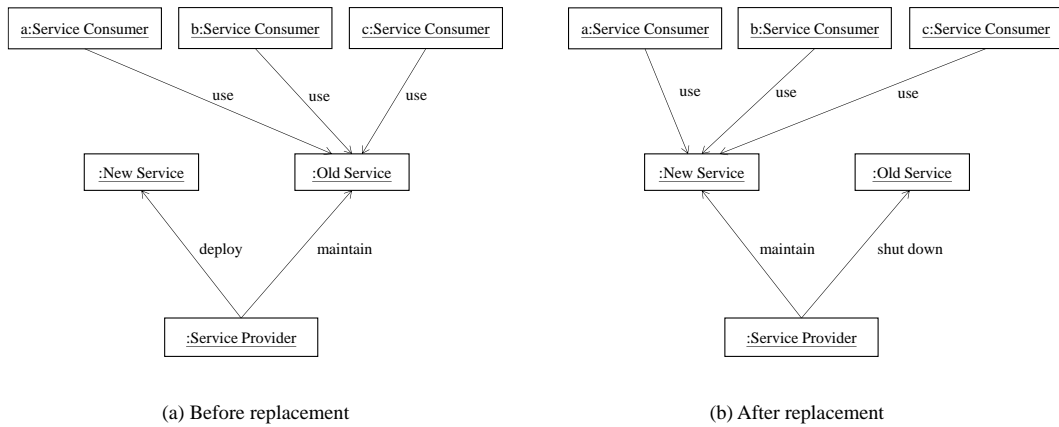 a:Service Consumer
b:Service Consumer
c:Service Consumer
use
use
use
:New Service
:Old Service
deploy
maintain
:Service Provider
(a) Before replacement
a:Service Consumer
b:Service Consumer
c:Service Consumer
use
use
use
:New Service
:Old Service
maintain
shut down
:Service Provider
(b) After replacement